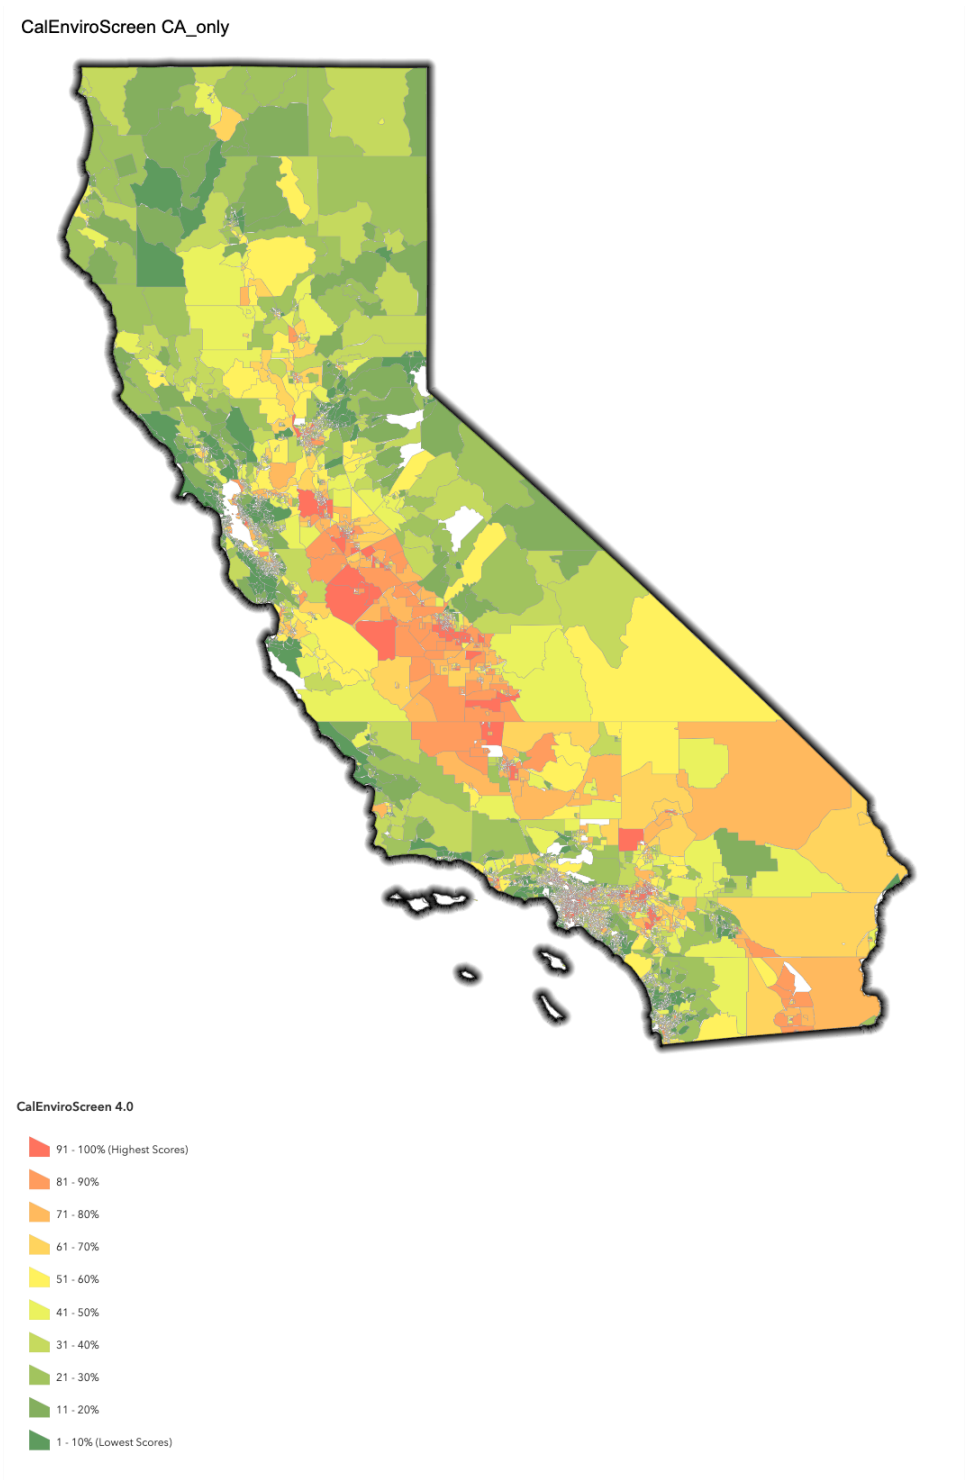 CalEnviroScreen CA_only
CalEnviroScreen 4.0
91 - 100% (Highest Scores)
81 - 90%
71 - 80%
61 - 70%
51 - 60%
41 - 50%
31 - 40%
21 - 30%
11 - 20%
1 - 10% (Lowest Scores)